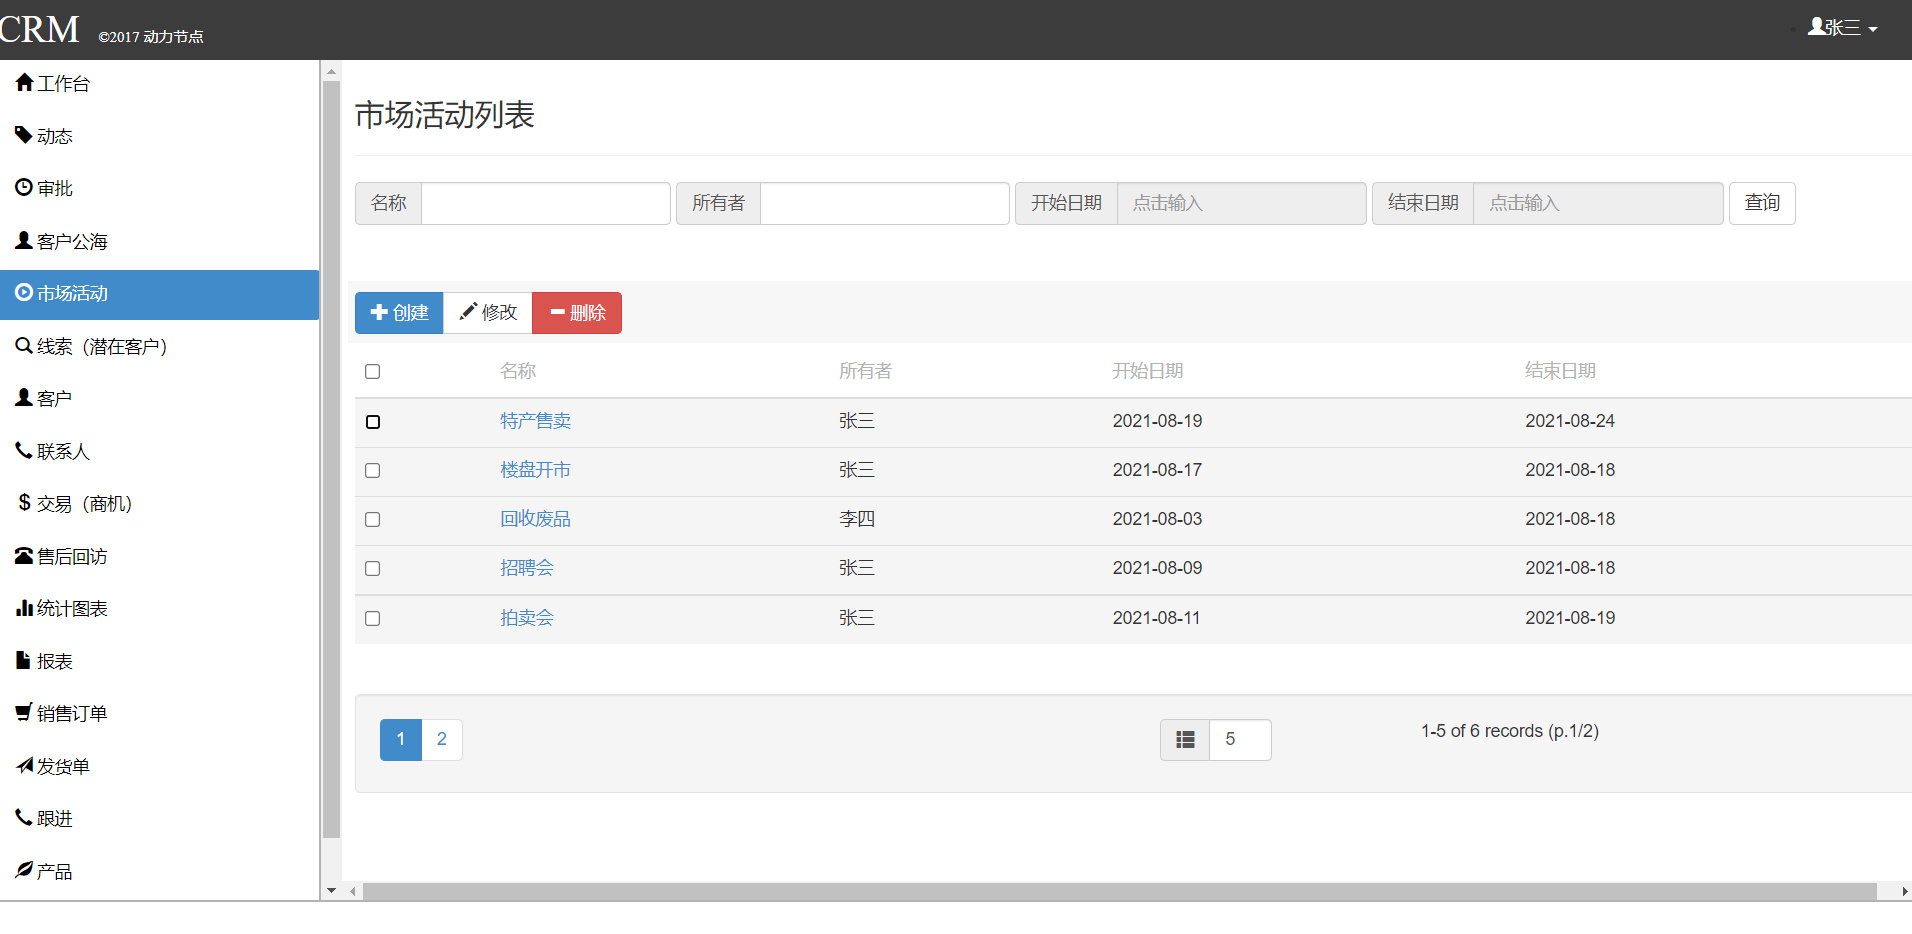 CRM ©2017 动力节点
张三
工作台
动态
审批
客户公海
市场活动
线索（潜在客户）
客户
联系人
$ 交易（商机）
售后回访
统计图表
报表
销售订单
发货单
跟进
产品
市场活动列表
名称 所有者 开始日期 点击输入 结束日期 点击输入 查询
创建 修改 删除
名称 所有者 开始日期 结束日期
特产售卖 张三 2021-08-19 2021-08-24
楼盘开市 张三 2021-08-17 2021-08-18
回收废品 李四 2021-08-03 2021-08-18
招聘会 张三 2021-08-09 2021-08-18
拍卖会 张三 2021-08-11 2021-08-19
1 2 5 1-5 of 6 records (p.1/2)